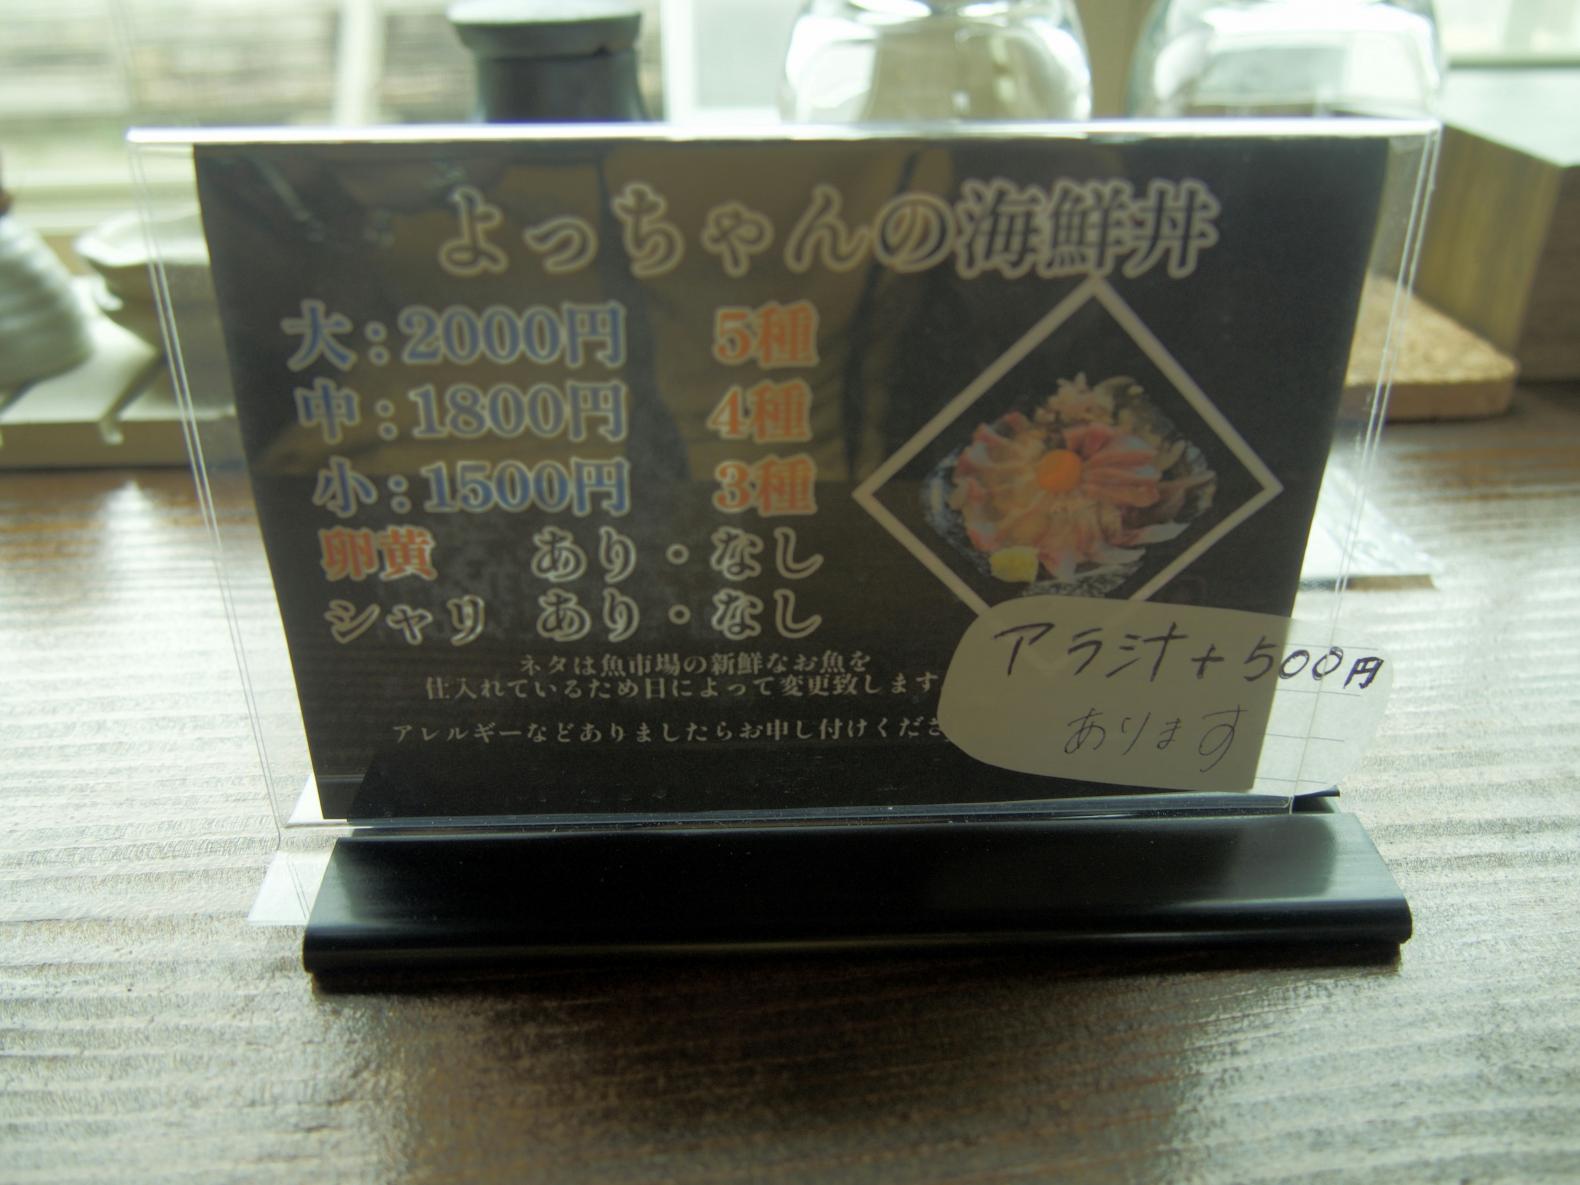 よっちゃんの海鮮丼
大:2000円 5種
中:1800円 4種
小:1500円 3種
卵黄 あり・なし
シャリ あり・なし
ネタは魚市場の新鮮なお魚を
仕入れているため日によって変更致します
アレルギーなどありましたらお申し付けくださ
アラ汁+500円
あります